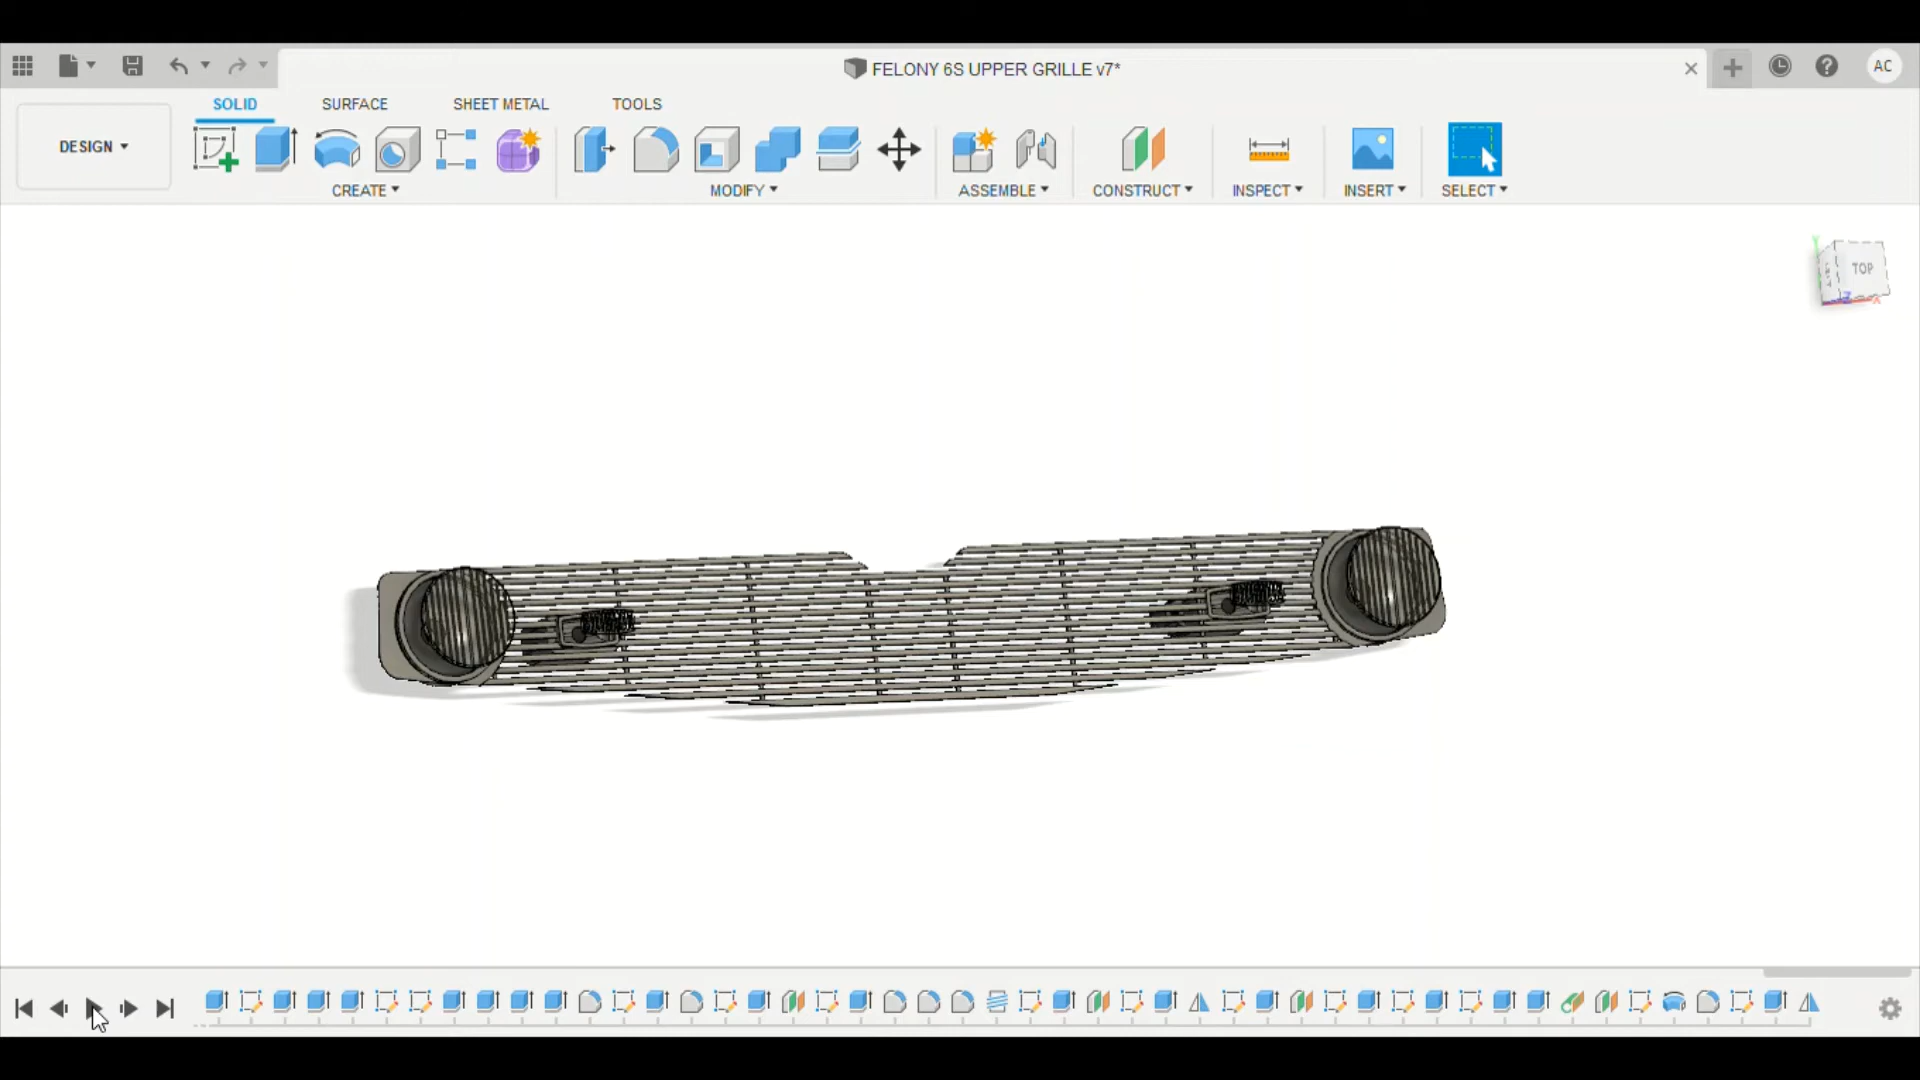 FELONY 6S UPPER GRILLE v7*
AC
SOLID
SURFACE
SHEET METAL
TOOLS
DESIGN
CREATE
MODIFY
ASSEMBLE
CONSTRUCT
INSPECT
INSERT
SELECT
TOP
LEFT
Z
X